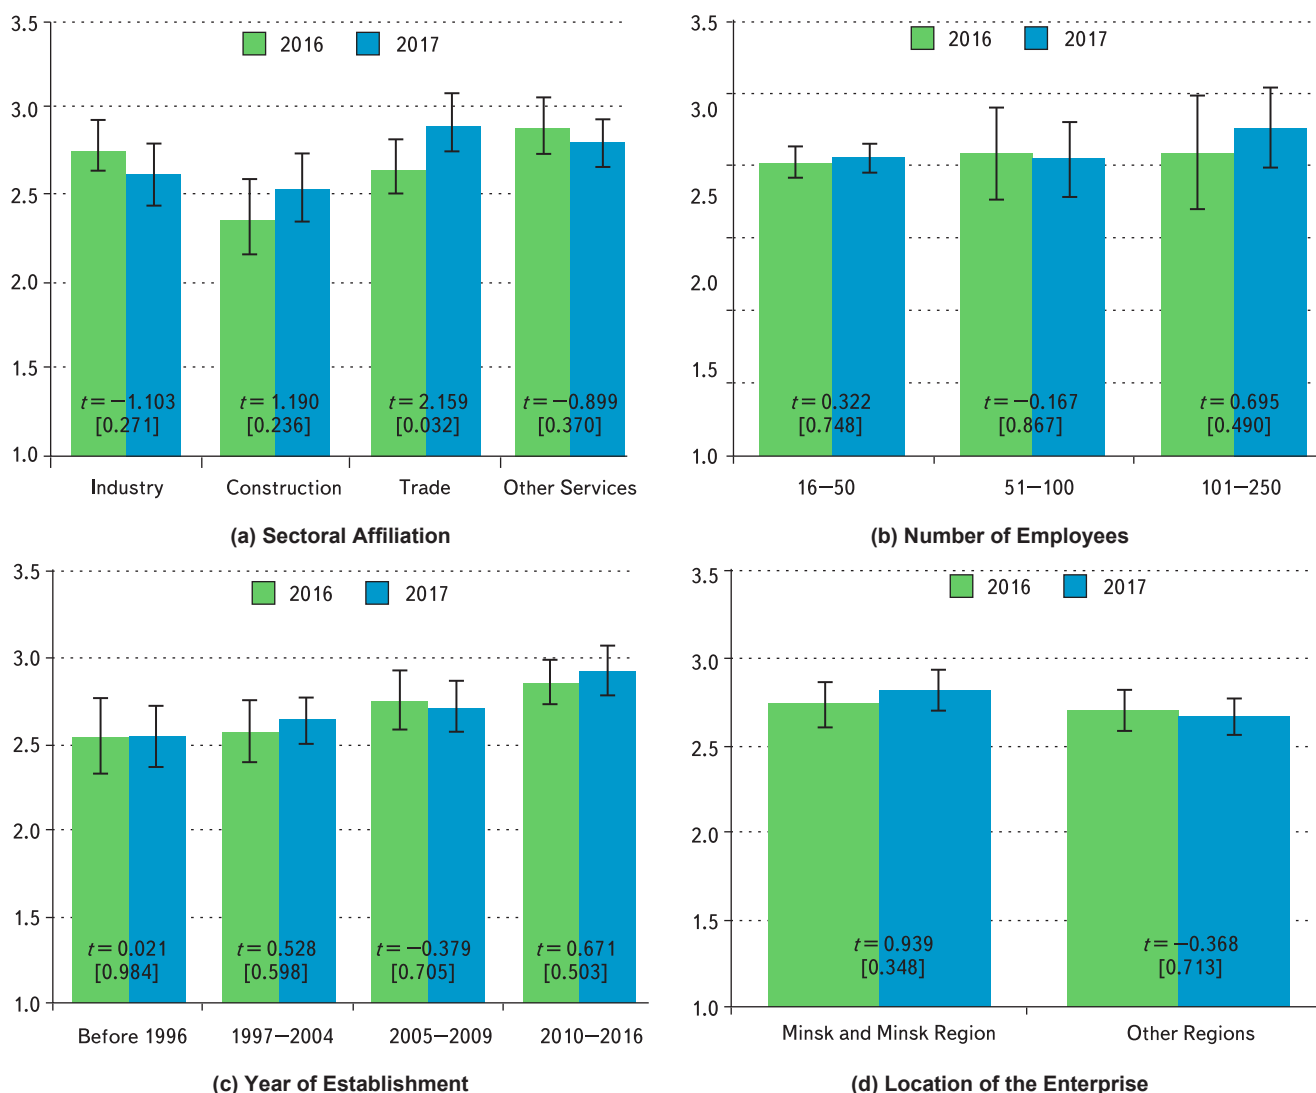 3.5
3.0
2.5
2.0
1.5
1.0
2016 2017
t = −1.103 t = 1.190 t = 2.159 t = −0.899
[0.271] [0.236] [0.032] [0.370]
Industry Construction Trade Other Services
(a) Sectoral Affiliation
3.5
3.0
2.5
2.0
1.5
1.0
2016 2017
t = 0.322 t = −0.167 t = 0.695
[0.748] [0.867] [0.490]
16—50 51—100 101—250
(b) Number of Employees
3.5
3.0
2.5
2.0
1.5
1.0
2016 2017
t = 0.021 t = 0.528 t = −0.379 t = 0.671
[0.984] [0.598] [0.705] [0.503]
Before 1996 1997—2004 2005—2009 2010—2016
(c) Year of Establishment
3.5
3.0
2.5
2.0
1.5
1.0
2016 2017
t = 0.939 t = −0.368
[0.348] [0.713]
Minsk and Minsk Region Other Regions
(d) Location of the Enterprise